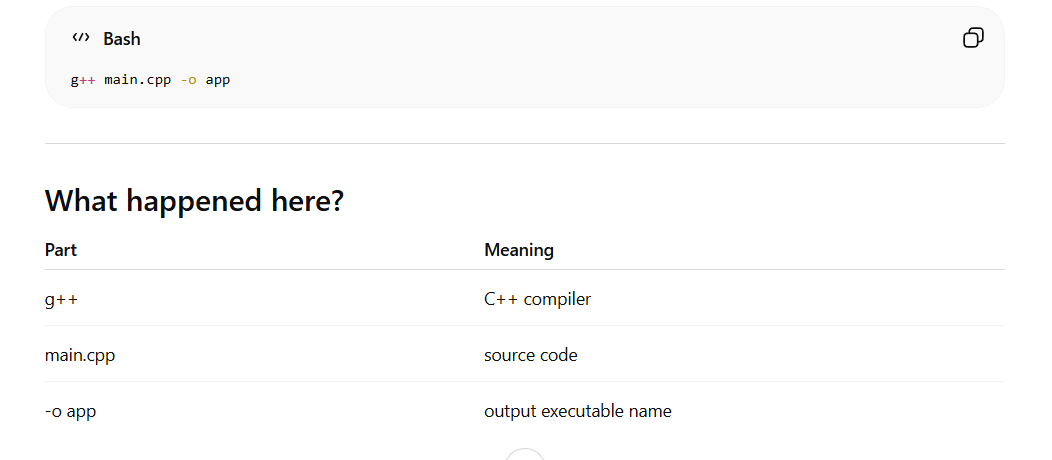 Bash
g++ main.cpp -o app
What happened here?
Part Meaning
g++ C++ compiler
main.cpp source code
-o app output executable name